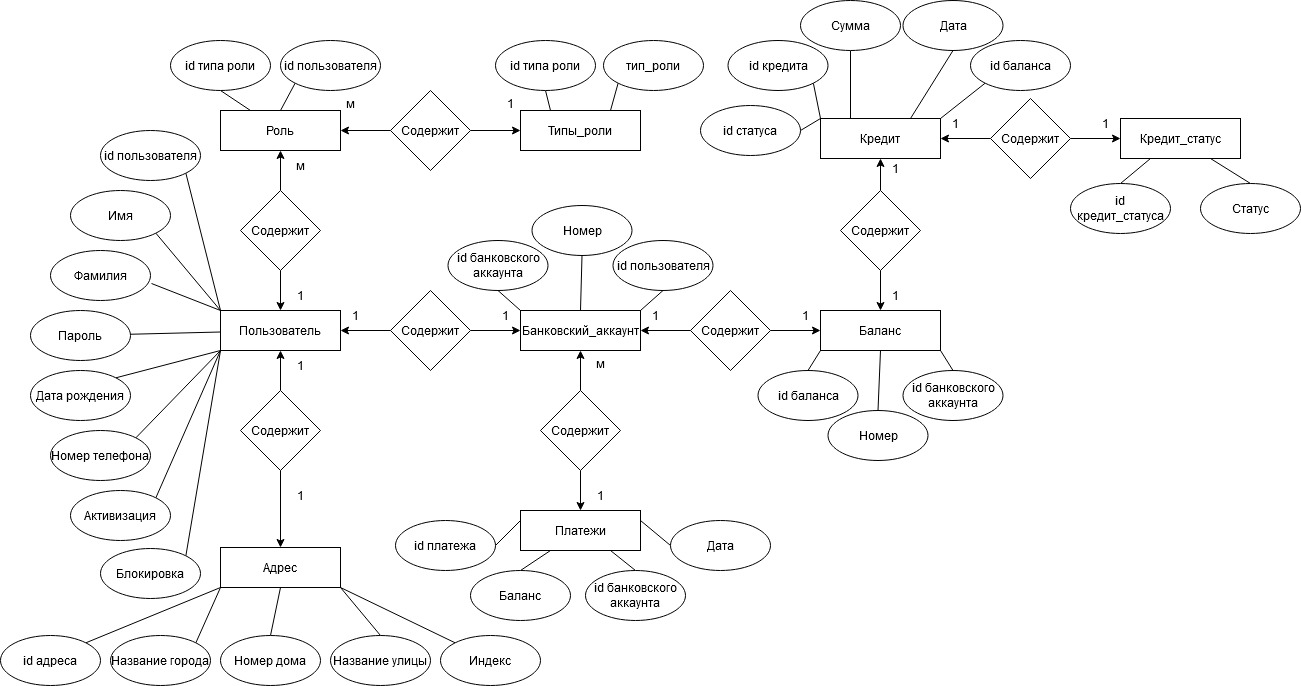 Сумма
Дата
id типа роли
id пользователя
id типа роли
тип_роли
id кредита
id баланса
м
1
id статуса
Роль
Содержит
Типы_роли
1
1
Кредит
Содержит
Кредит_статус
id пользователя
м
1
Имя
id
кредит_статуса
Статус
Содержит
Номер
Содержит
id банковского
аккаунта
id пользователя
Фамилия
1
1
Пароль
1
1
1
1
Пользователь
Содержит
Банковский_аккаунт
Содержит
Баланс
1
м
Дата рождения
id баланса
id банковского
аккаунта
Содержит
Содержит
Номер
Номер телефона
1
1
Активизация
Платежи
id платежа
Дата
Адрес
Блокировка
Баланс
id банковского
аккаунта
id адреса
Название города
Номер дома
Название улицы
Индекс